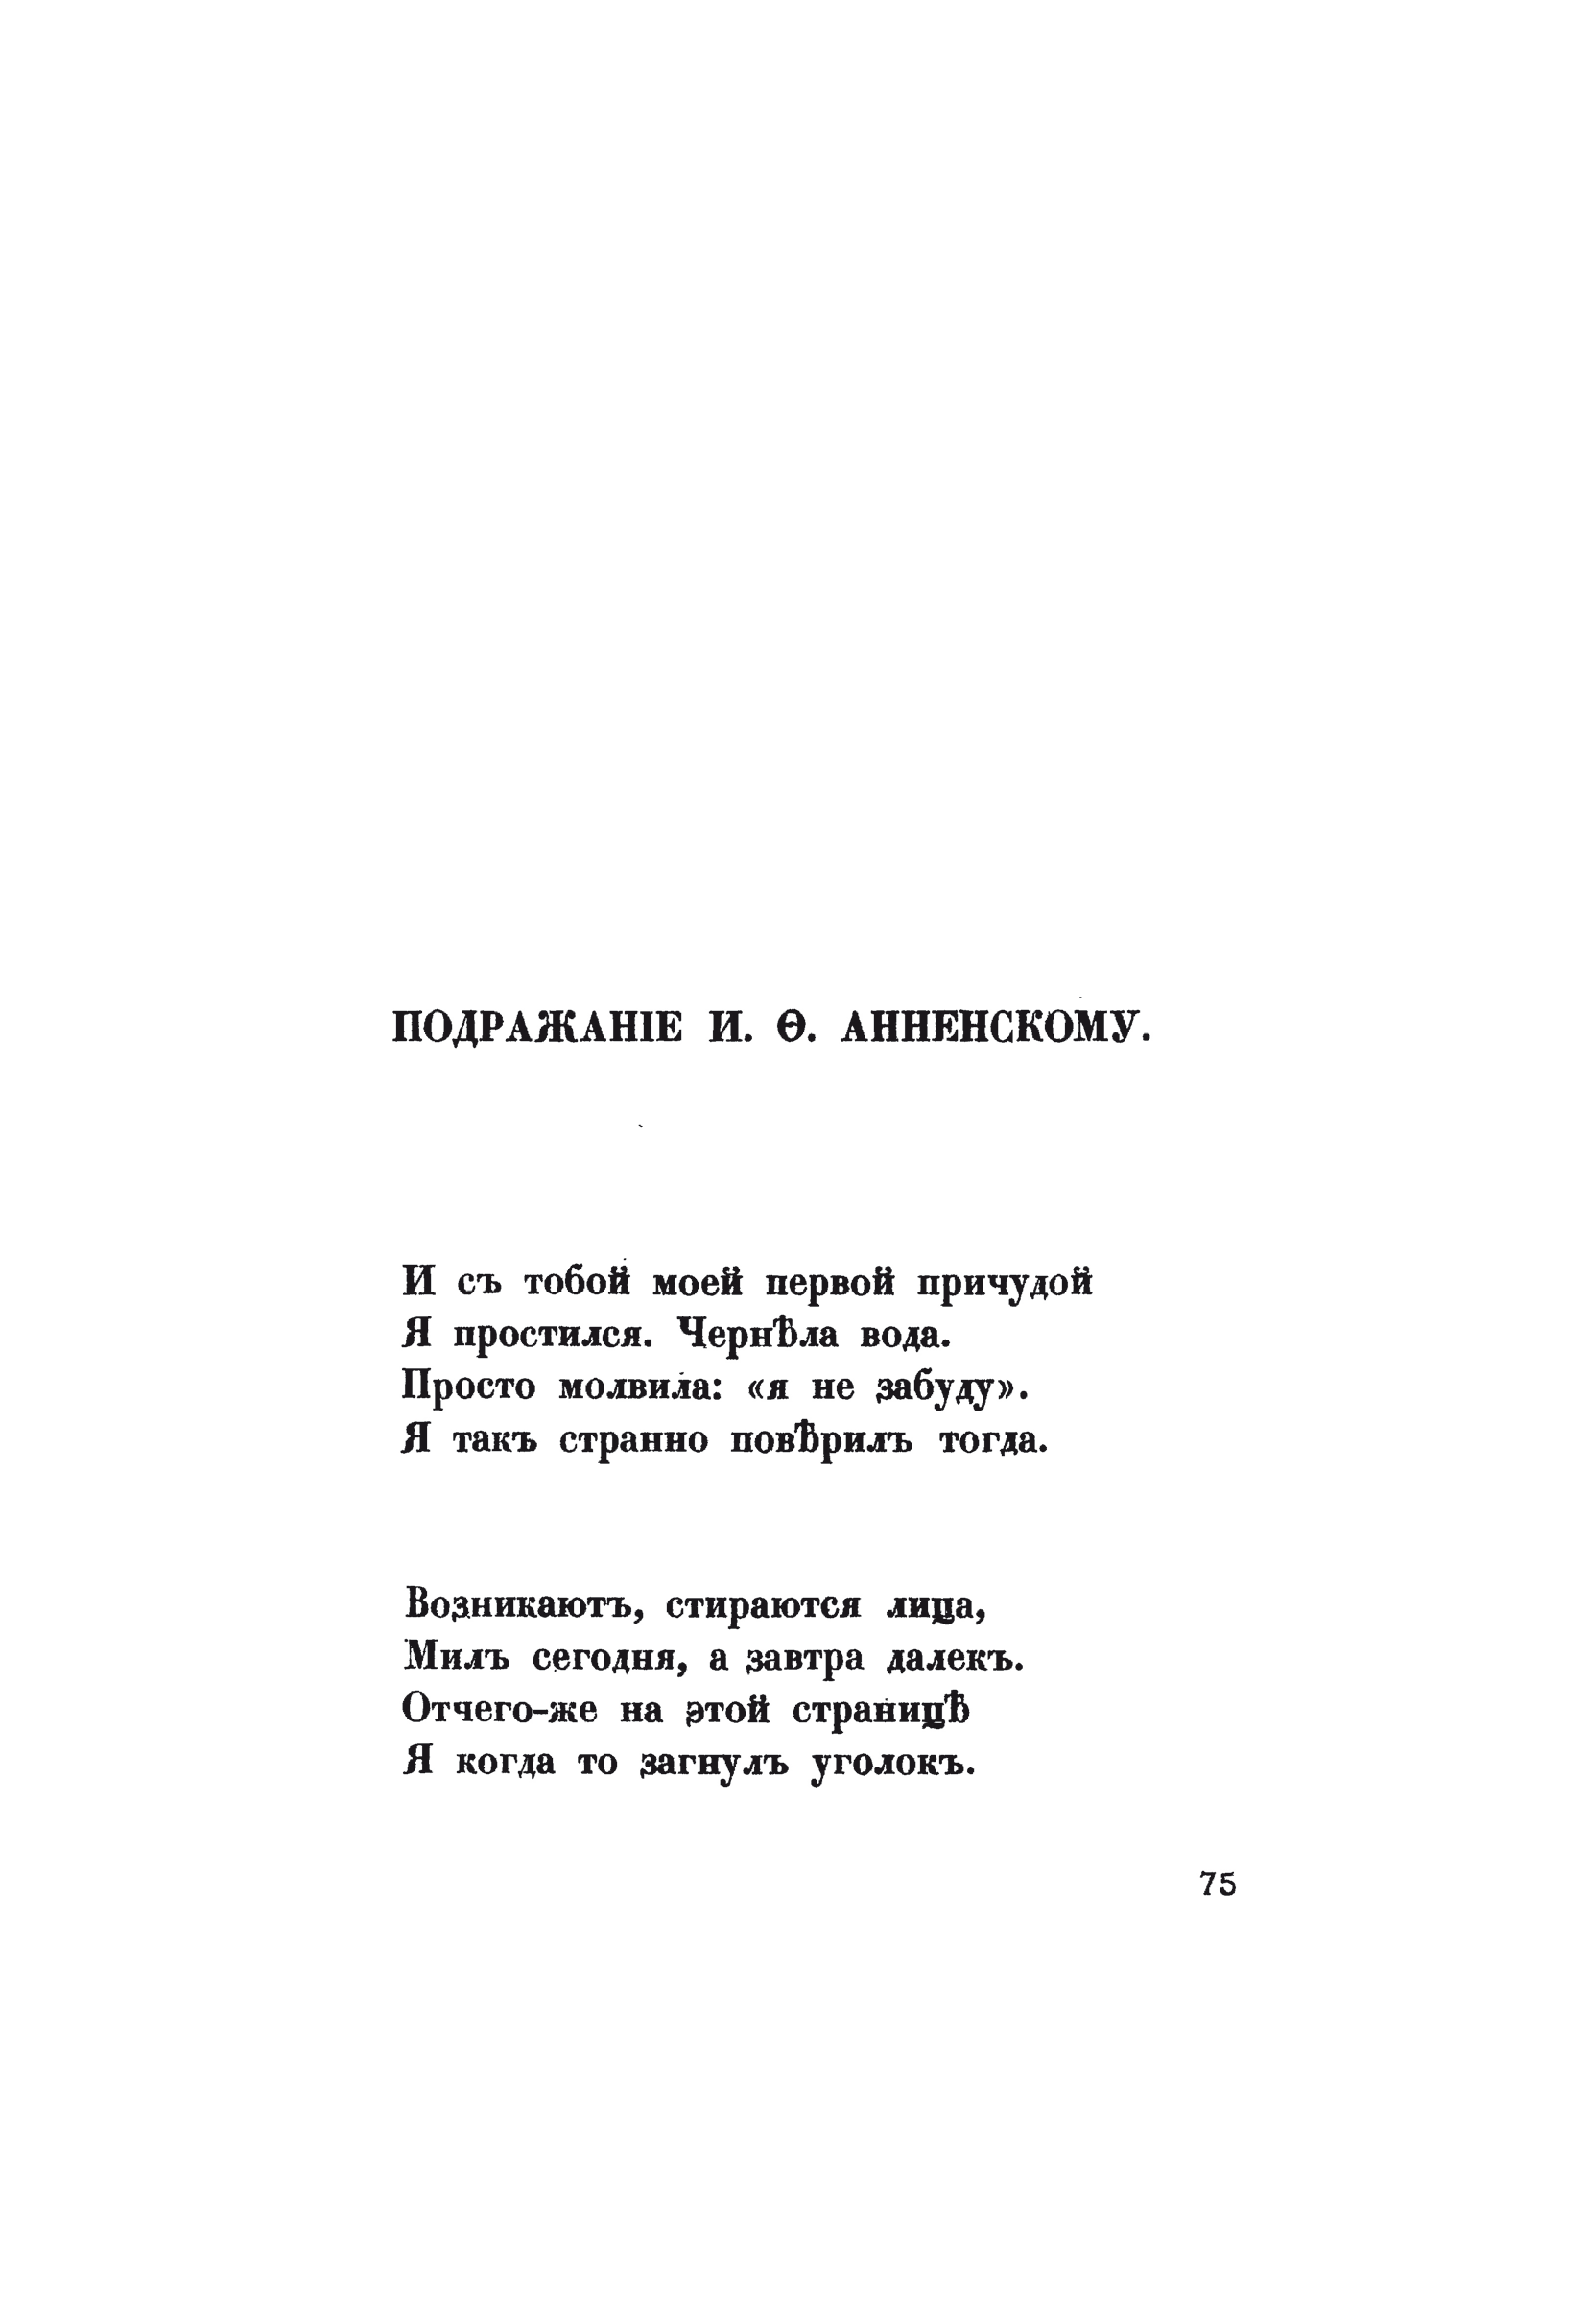 ПОДРАЖАНІЕ И. Ѳ. АННЕНСКОМУ.
И съ тобой моей первой причудой
Я простился. Чернѣла вода.
Просто молвила: «я не забуду».
Я такъ странно повѣрилъ тогда.
Возникаютъ, стираются лица,
Милъ сегодня, а завтра далекъ.
Отчего-же на этой страницѣ
Я когда то загнулъ уголокъ.
75